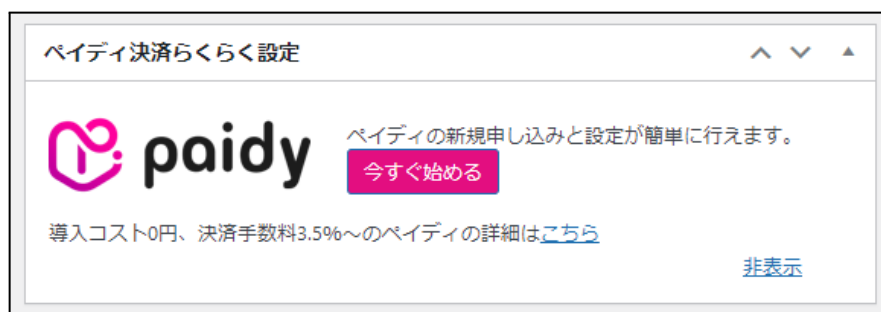 ペイディ決済らくらく設定
paidy
ペイディの新規申し込みと設定が簡単に行えます。
今すぐ始める
導入コスト0円、決済手数料3.5%～のペイディの詳細はこちら
非表示